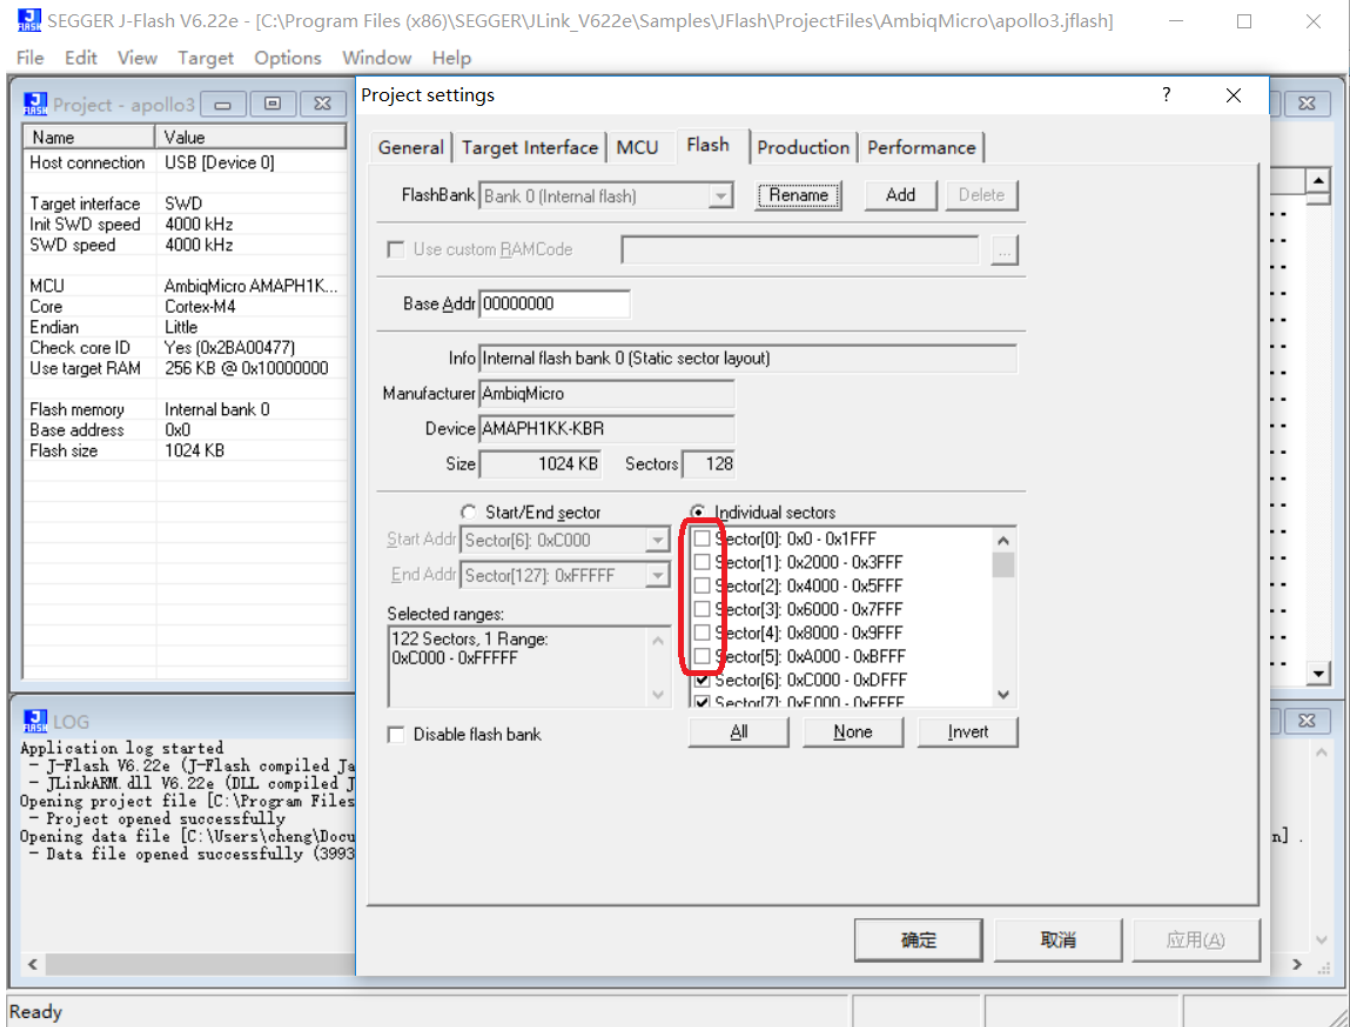 SEGGER J-Flash V6.22e - [C:\Program Files (x86)\SEGGER\JLink_V622e\Samples\JFlash\ProjectFiles\AmbiqMicro\apollo3.jflash]
File Edit View Target Options Window Help
Project - apollo3
Name Value
Host connection USB [Device 0]
Target interface SWD
Init SWD speed 4000 kHz
SWD speed 4000 kHz
MCU AmbiqMicro AMAPH1K...
Core Cortex-M4
Endian Little
Check core ID Yes (0x2BA00477)
Use target RAM 256 KB @ 0x10000000
Flash memory Internal bank 0
Base address 0x0
Flash size 1024 KB
Project settings ?
General Target Interface MCU Flash Production Performance
FlashBank Bank 0 (Internal flash) Rename Add Delete
Use custom RAMCode ...
Base Addr 00000000
Info Internal flash bank 0 (Static sector layout)
Manufacturer AmbiqMicro
Device AMAPH1KK-KBR
Size 1024 KB Sectors 128
Start/End sector
Start Addr Sector[6]: 0xC000
End Addr Sector[127]: 0xFFFFF
Selected ranges:
122 Sectors, 1 Range:
0xC000 - 0xFFFFF
Disable flash bank
Individual sectors
Sector[0]: 0x0 - 0x1FFF
Sector[1]: 0x2000 - 0x3FFF
Sector[2]: 0x4000 - 0x5FFF
Sector[3]: 0x6000 - 0x7FFF
Sector[4]: 0x8000 - 0x9FFF
Sector[5]: 0xA000 - 0xBFFF
Sector[6]: 0xC000 - 0xDFFF
Sector[7]: 0xE000 - 0xFFFF
All None Invert
确定 取消 应用(A)
LOG
Application log started
- J-Flash V6.22e (J-Flash compiled Ja
- JLinkARM.dll V6.22e (DLL compiled J
Opening project file [C:\Program Files
- Project opened successfully
Opening data file [C:\Users\cheng\Docu n] .
- Data file opened successfully (3993
Ready